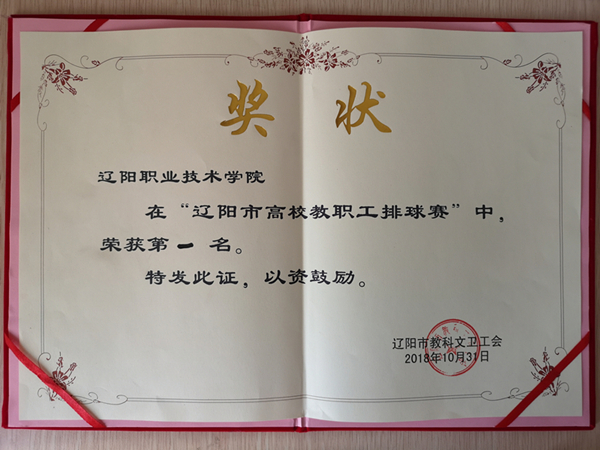 奖状
辽阳职业技术学院
在“辽阳市高校教职工排球赛”中，
荣获第一名。
特发此证，以资鼓励。
辽阳市教科文卫工会
2018年10月31日